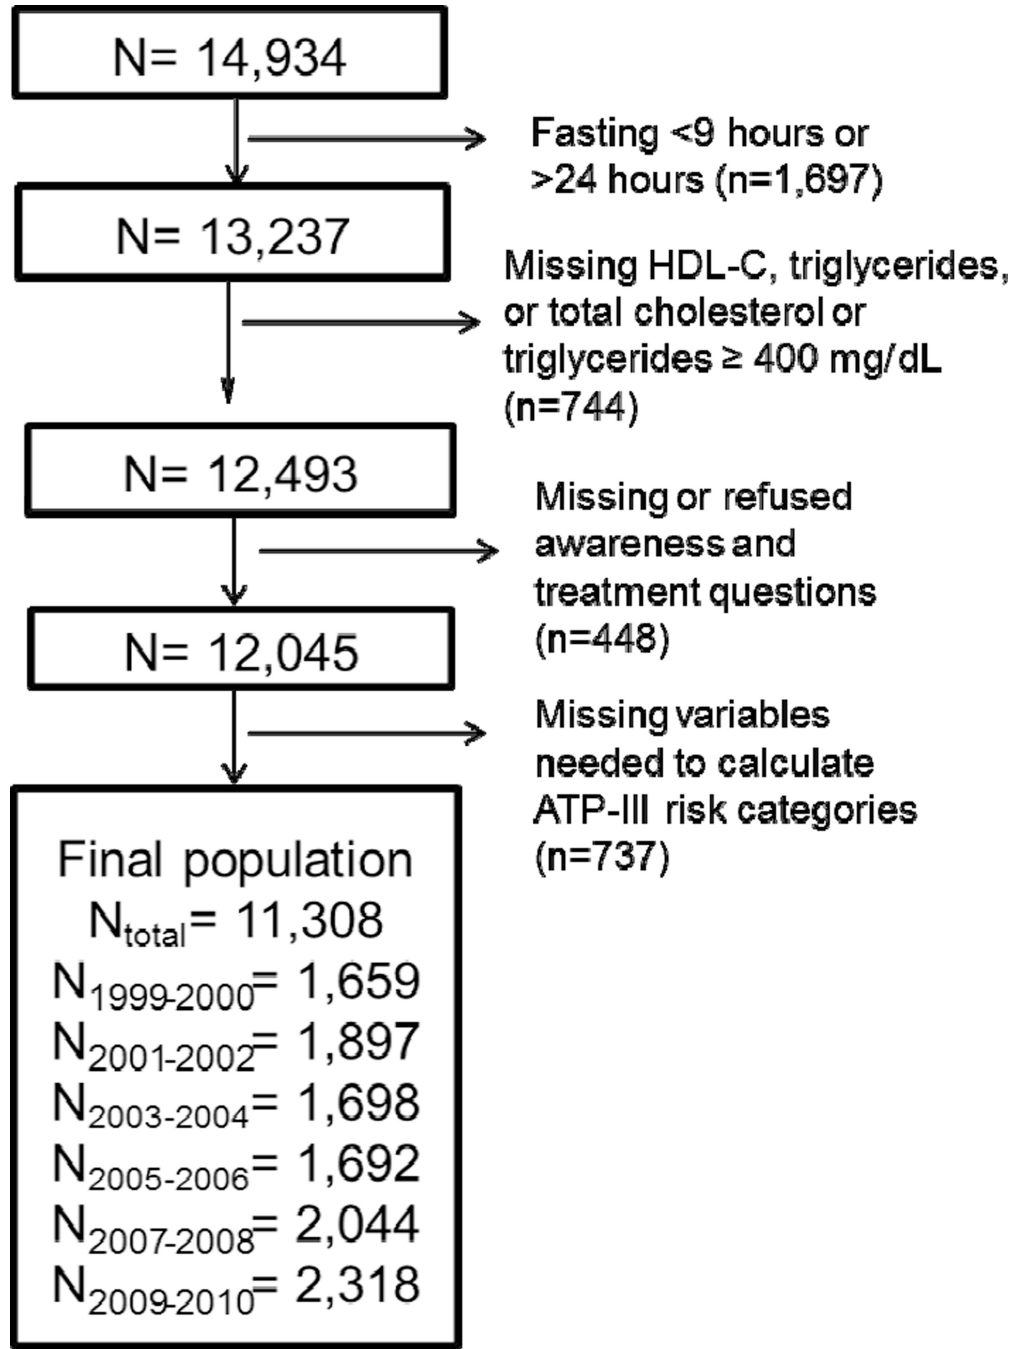 N= 14,934
Fasting <9 hours or
>24 hours (n=1,697)
N= 13,237
Missing HDL-C, triglycerides,
or total cholesterol or
triglycerides ≥ 400 mg/dL
(n=744)
N= 12,493
Missing or refused
awareness and
treatment questions
(n=448)
N= 12,045
Missing variables
needed to calculate
ATP-III risk categories
(n=737)
Final population
Ntotal= 11,308
N1999-2000= 1,659
N2001-2002= 1,897
N2003-2004= 1,698
N2005-2006= 1,692
N2007-2008= 2,044
N2009-2010= 2,318